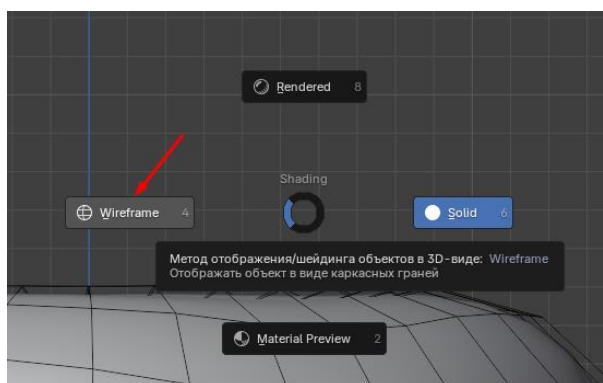 Rendered 8
Shading
Wireframe 4
Solid 6
Метод отображения/шейдинга объектов в 3D-виде: Wireframe
Отображать объект в виде каркасных граней
Material Preview 2